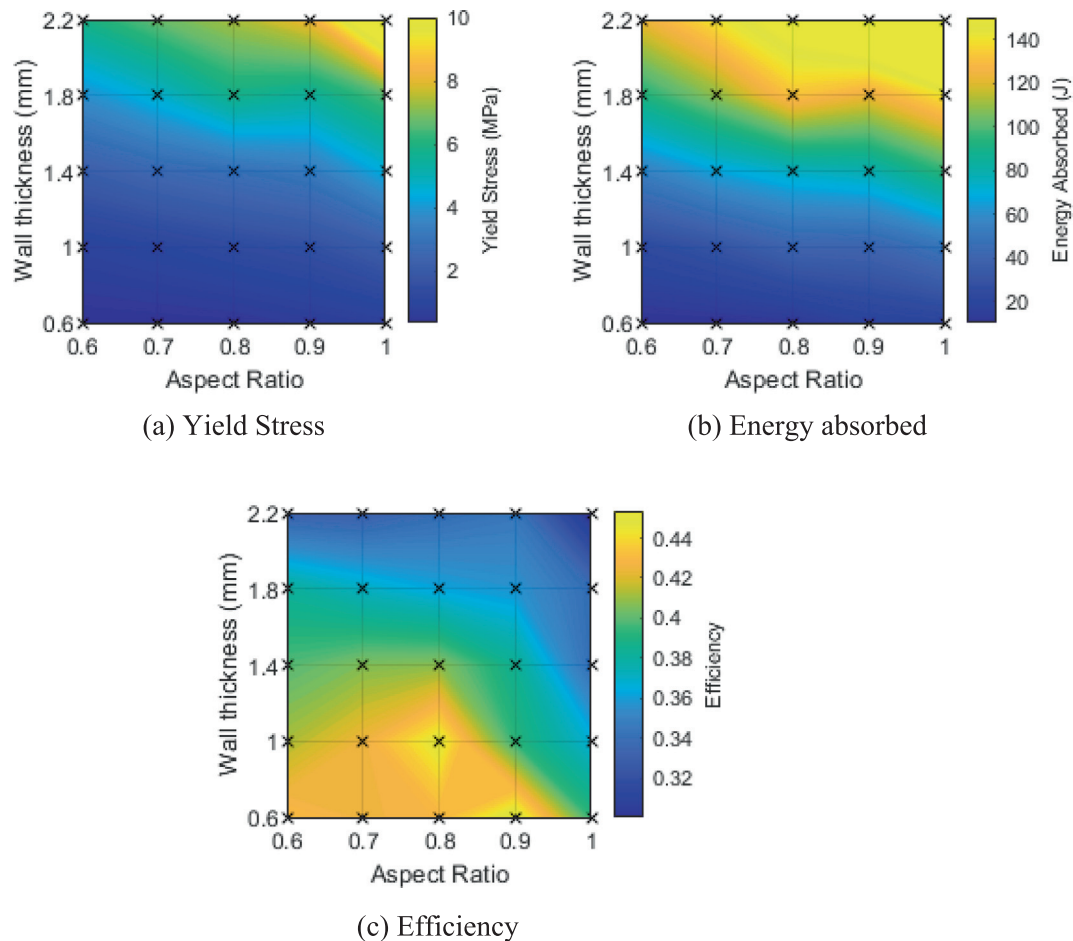 2.2
1.8
1.4
1
0.6
Wall thickness (mm)
0.6 0.7 0.8 0.9 1
Aspect Ratio
10
8
6
4
2
Yield Stress (MPa)
(a) Yield Stress
2.2
1.8
1.4
1
0.6
Wall thickness (mm)
0.6 0.7 0.8 0.9 1
Aspect Ratio
140
120
100
80
60
40
20
Energy Absorbed (J)
(b) Energy absorbed
2.2
1.8
1.4
1
0.6
Wall thickness (mm)
0.6 0.7 0.8 0.9 1
Aspect Ratio
0.44
0.42
0.4
0.38
0.36
0.34
0.32
Efficiency
(c) Efficiency